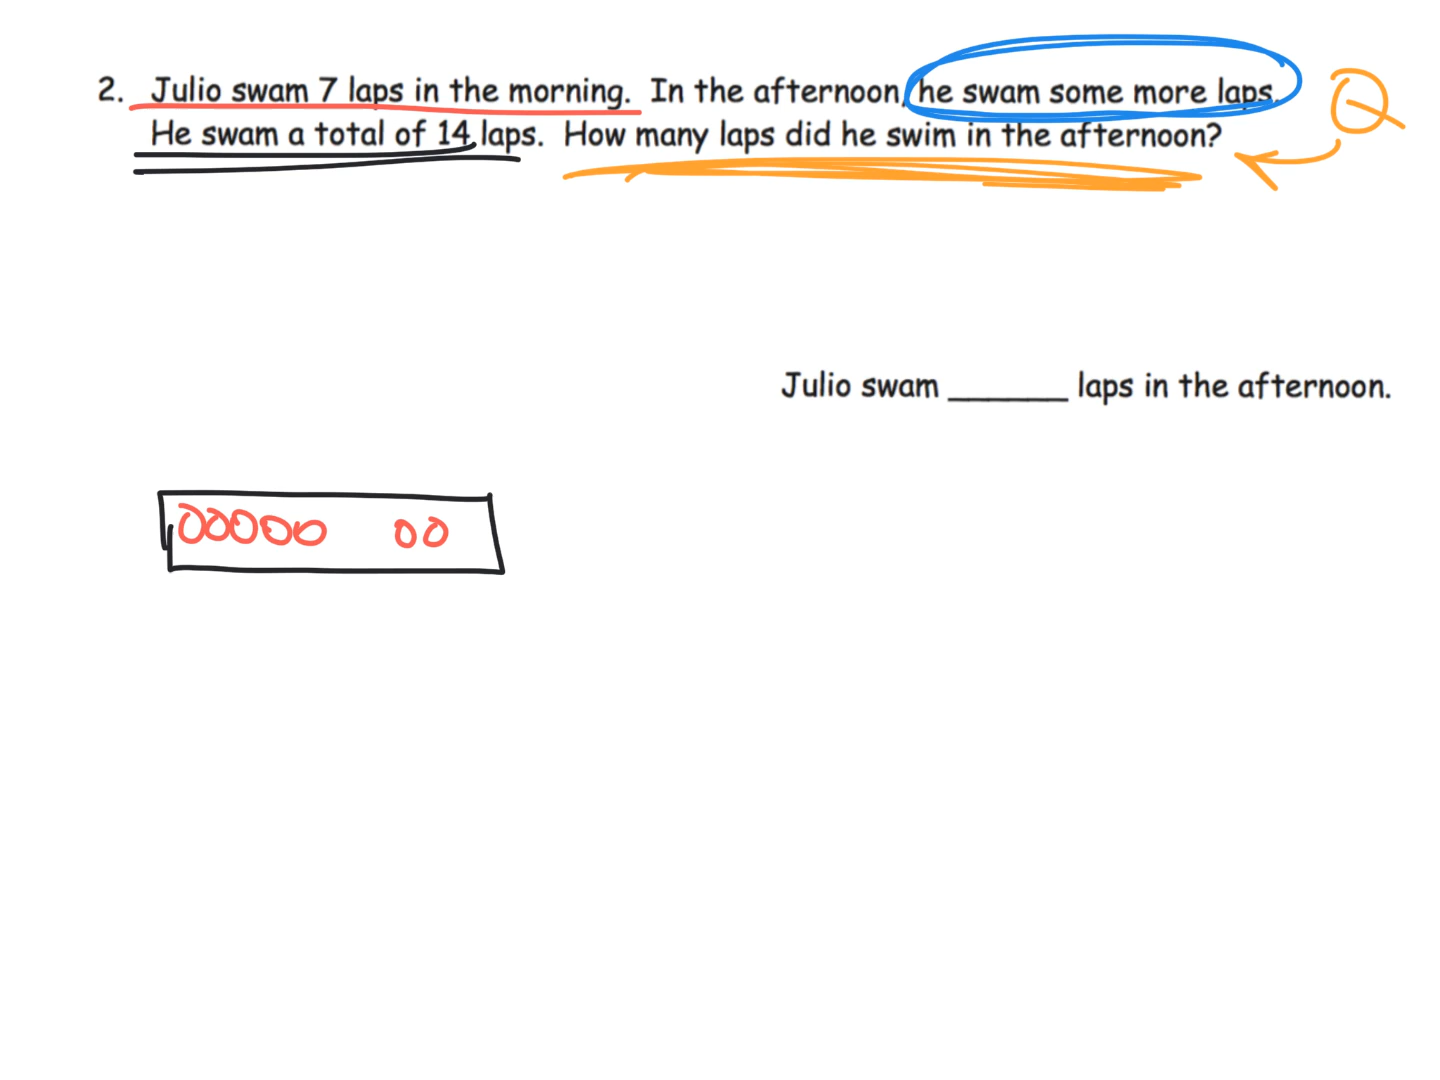 2. Julio swam 7 laps in the morning. In the afternoon, he swam some more laps.
He swam a total of 14 laps. How many laps did he swim in the afternoon?
Q
Julio swam ______ laps in the afternoon.